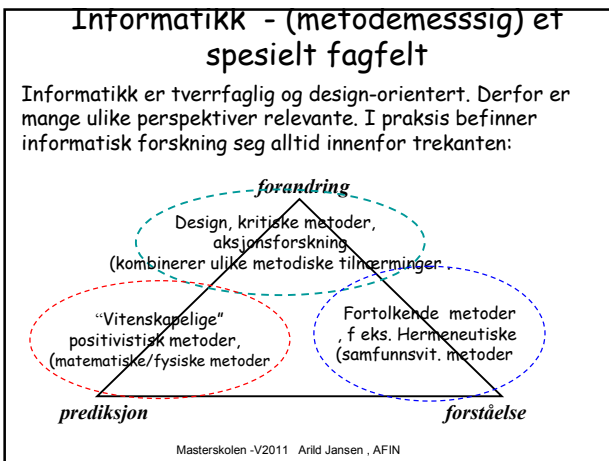 Informatikk - (metodemesssig) et
spesielt fagfelt
Informatikk er tverrfaglig og design-orientert. Derfor er
mange ulike perspektiver relevante. I praksis befinner
informatisk forskning seg alltid innenfor trekanten:
forandring
Design, kritiske metoder,
aksjonsforskning
(kombinerer ulike metodiske tilnærminger ,
“Vitenskapelige”
positivistisk metoder,
(matematiske/fysiske metoder
Fortolkende metoder
, f eks. Hermeneutiske
(samfunnsvit. metoder
prediksjon
forståelse
Masterskolen -V2011 Arild Jansen , AFIN